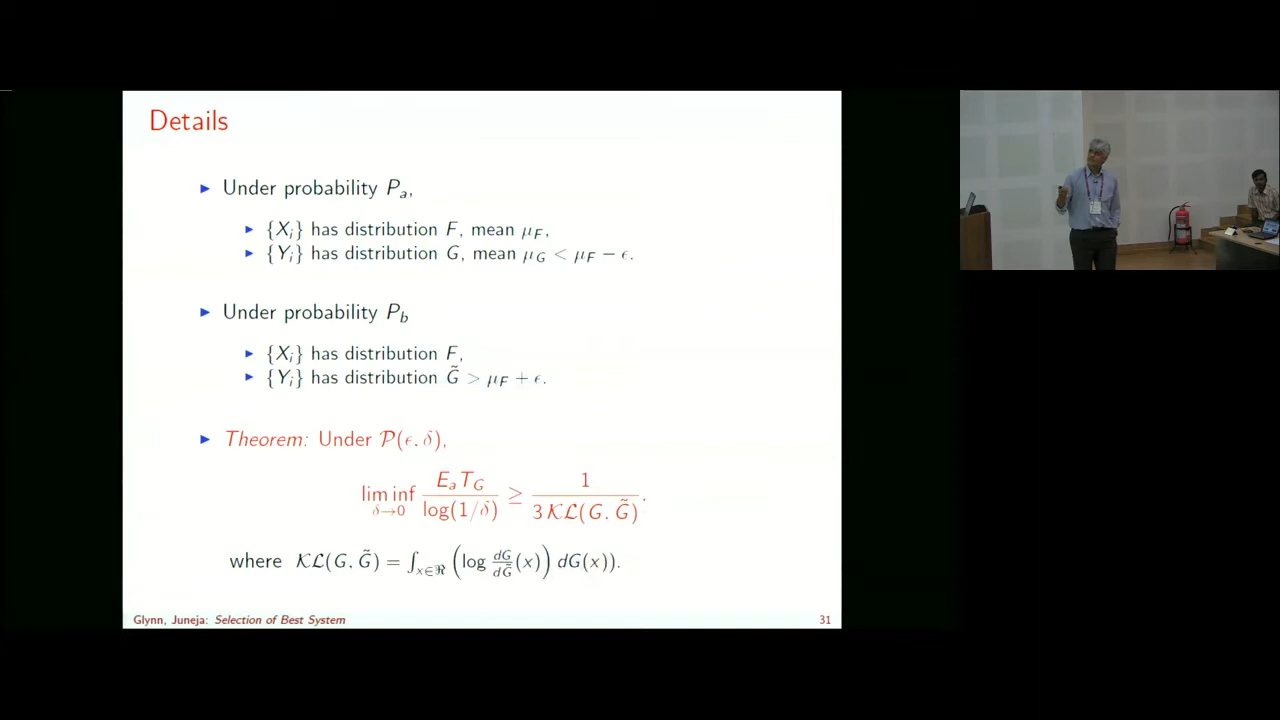 Details
▶ Under probability P_a,
▶ {X_i} has distribution F, mean μ_F,
▶ {Y_i} has distribution G, mean μ_G < μ_F − ϵ.
▶ Under probability P_b
▶ {X_i} has distribution F,
▶ {Y_i} has distribution G̃ > μ_F + ϵ.
▶ Theorem: Under 𝒫(ϵ, δ),
lim inf_{δ→0} E_a T_G / log(1/δ) ≥ 1 / 3 𝒦ℒ(G, G̃).
where 𝒦ℒ(G, G̃) = ∫_{x∈ℜ} (log dG/dG̃ (x)) dG(x)).
Glynn, Juneja: Selection of Best System 31